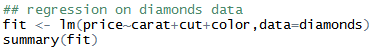 ## regression on diamonds data
fit <- lm(price~carat+cut+color,data=diamonds)
summary(fit)